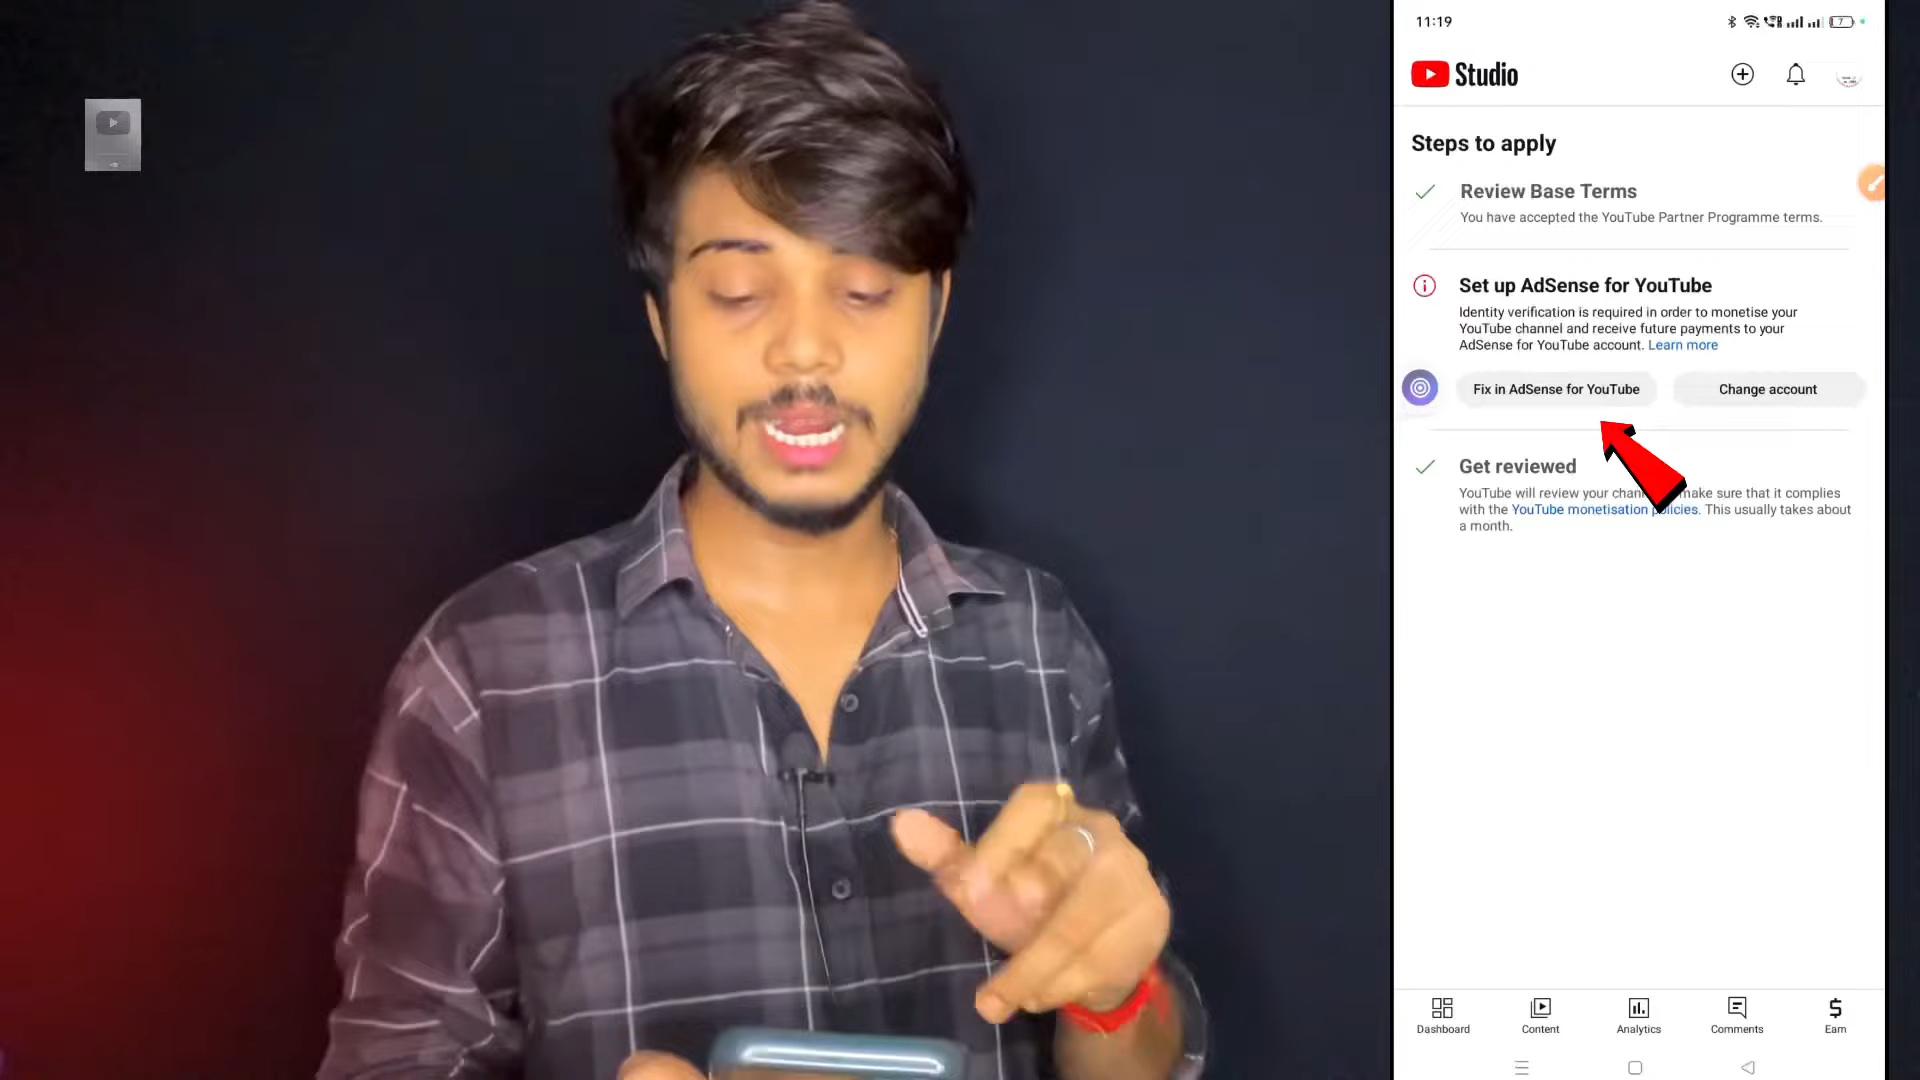 11:19
7
Studio
Steps to apply
Review Base Terms
You have accepted the YouTube Partner Programme terms.
Set up AdSense for YouTube
Identity verification is required in order to monetise your
YouTube channel and receive future payments to your
AdSense for YouTube account. Learn more
Fix in AdSense for YouTube
Change account
Get reviewed
YouTube will review your make sure that it complies
with the YouTube monetisation policies. This usually takes about
a month.
Dashboard
Content
Analytics
Comments
Earn